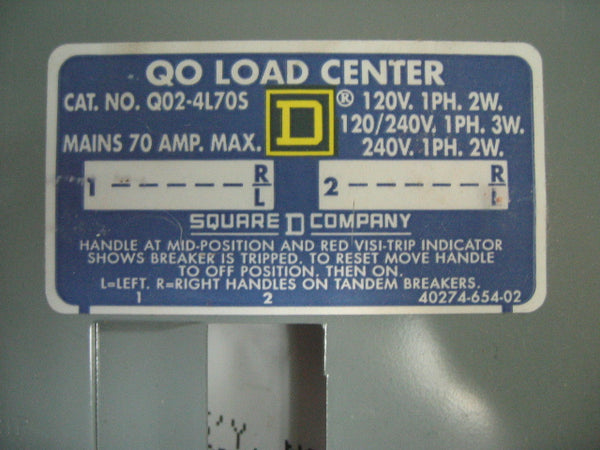 QO LOAD CENTER
CAT. NO. Q02-4L70S D ® 120V. 1PH. 2W.
120/240V. 1PH. 3W.
MAINS 70 AMP. MAX. 240V. 1PH. 2W.
1 – – – – – – R/L 2 – – – – – – R/L
SQUARE D COMPANY
HANDLE AT MID-POSITION AND RED VISI-TRIP INDICATOR
SHOWS BREAKER IS TRIPPED. TO RESET MOVE HANDLE
TO OFF POSITION. THEN ON.
L=LEFT. R=RIGHT HANDLES ON TANDEM BREAKERS.
1 2 40274-654-02